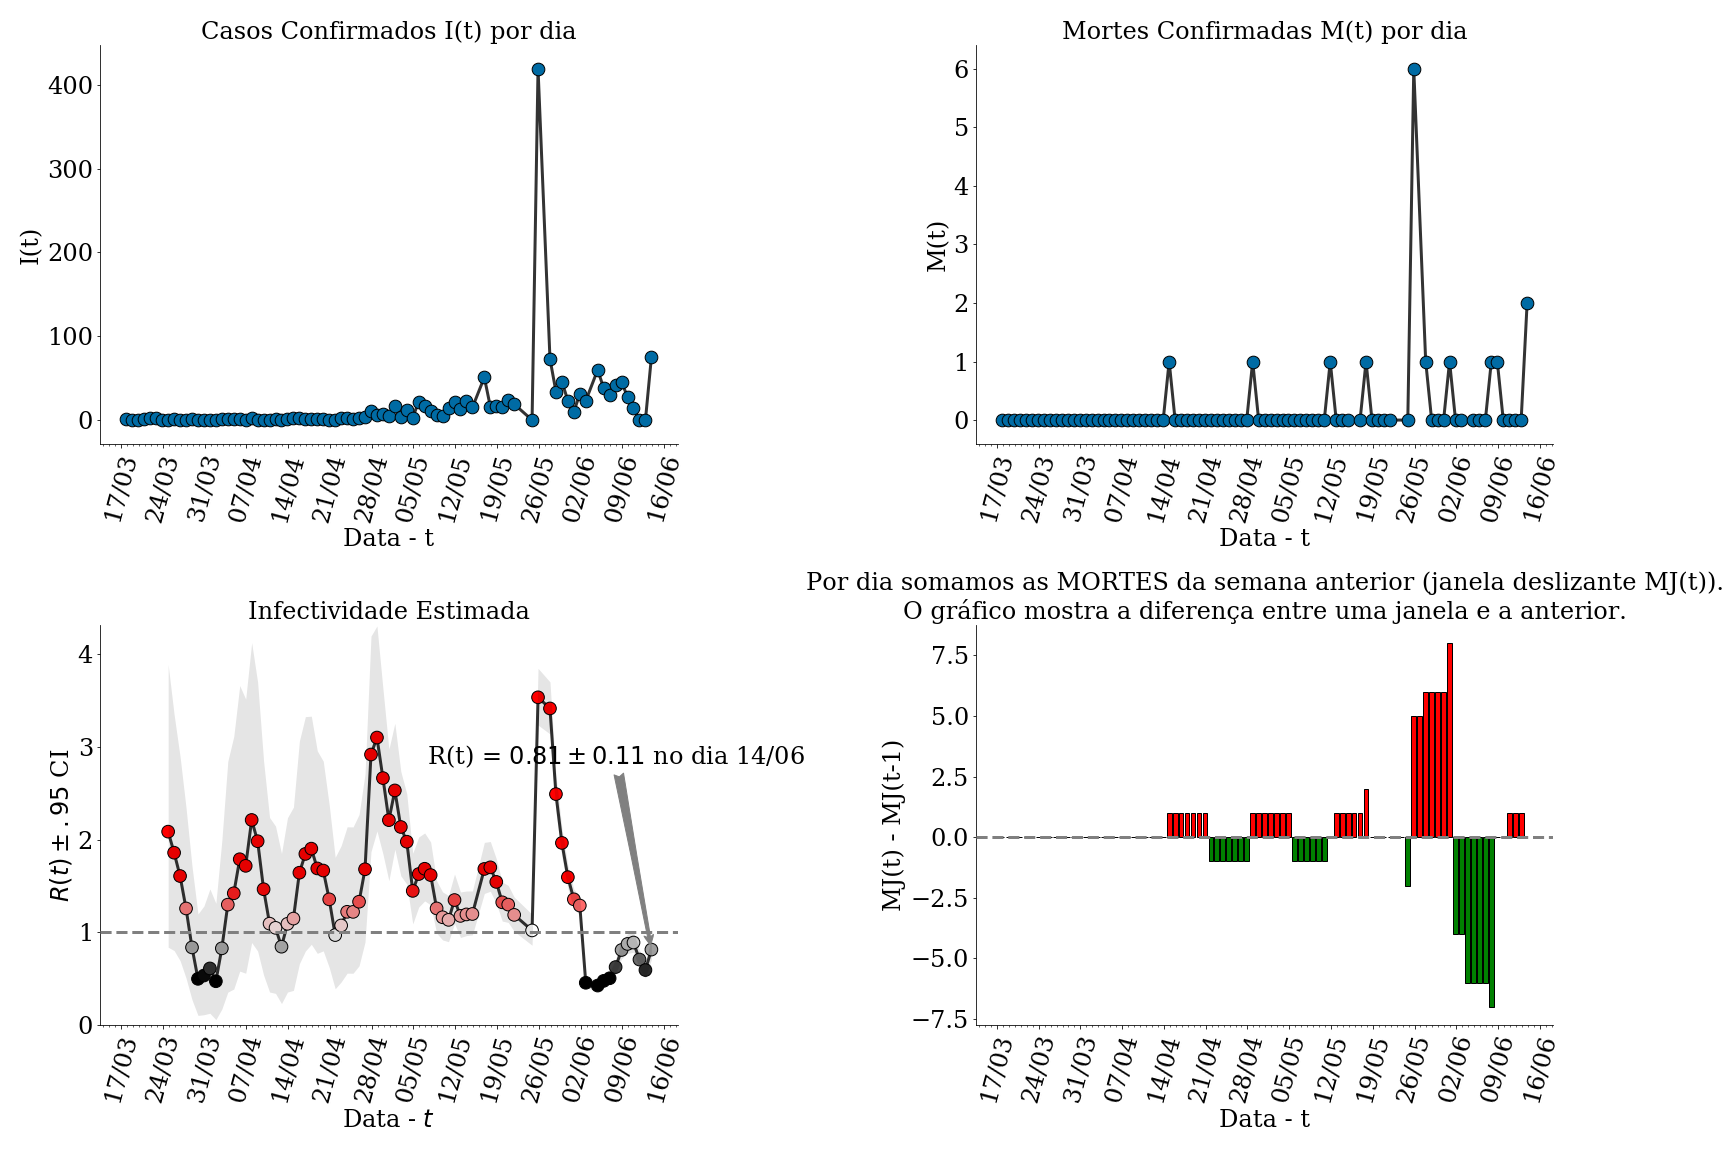 Casos Confirmados I(t) por dia
I(t)
400
300
200
100
0
17/03 24/03 31/03 07/04 14/04 21/04 28/04 05/05 12/05 19/05 26/05 02/06 09/06 16/06
Data - t
Mortes Confirmadas M(t) por dia
M(t)
6
5
4
3
2
1
0
17/03 24/03 31/03 07/04 14/04 21/04 28/04 05/05 12/05 19/05 26/05 02/06 09/06 16/06
Data - t
Infectividade Estimada
R(t) ± .95 CI
4
3
2
1
0
R(t) = 0.81 ± 0.11 no dia 14/06
17/03 24/03 31/03 07/04 14/04 21/04 28/04 05/05 12/05 19/05 26/05 02/06 09/06 16/06
Data - t
Por dia somamos as MORTES da semana anterior (janela deslizante MJ(t)).
O gráfico mostra a diferença entre uma janela e a anterior.
MJ(t) - MJ(t-1)
7.5
5.0
2.5
0.0
−2.5
−5.0
−7.5
17/03 24/03 31/03 07/04 14/04 21/04 28/04 05/05 12/05 19/05 26/05 02/06 09/06 16/06
Data - t